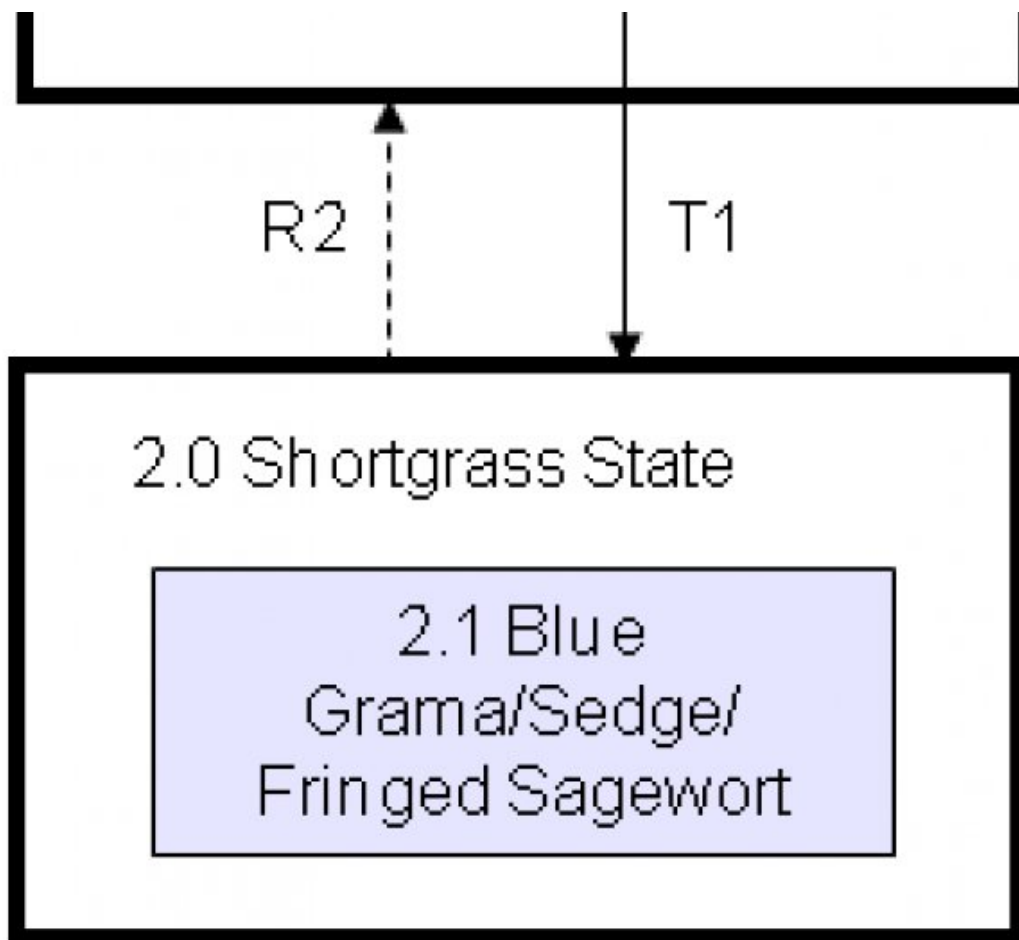 R2
T1
2.0 Shortgrass State
2.1 Blue
Grama/Sedge/
Fringed Sagewort